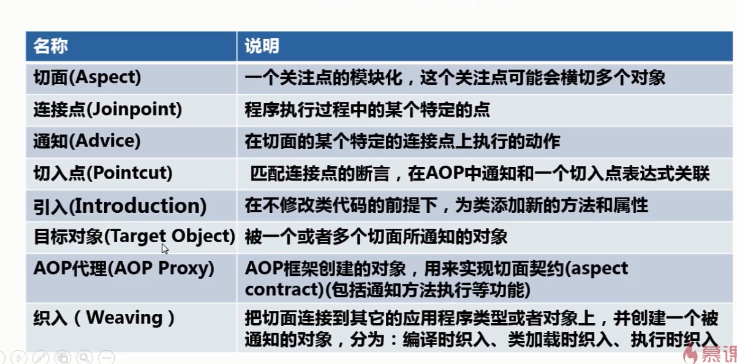 名称 说明
切面(Aspect) 一个关注点的模块化，这个关注点可能会横切多个对象
连接点(Joinpoint) 程序执行过程中的某个特定的点
通知(Advice) 在切面的某个特定的连接点上执行的动作
切入点(Pointcut) 匹配连接点的断言，在AOP中通知和一个切入点表达式关联
引入(Introduction) 在不修改类代码的前提下，为类添加新的方法和属性
目标对象(Target Object) 被一个或者多个切面所通知的对象
AOP代理(AOP Proxy) AOP框架创建的对象，用来实现切面契约(aspect
contract)(包括通知方法执行等功能)
织入（Weaving） 把切面连接到其它的应用程序类型或者对象上，并创建一个被
通知的对象，分为：编译时织入、类加载时织入、执行时织入
慕课